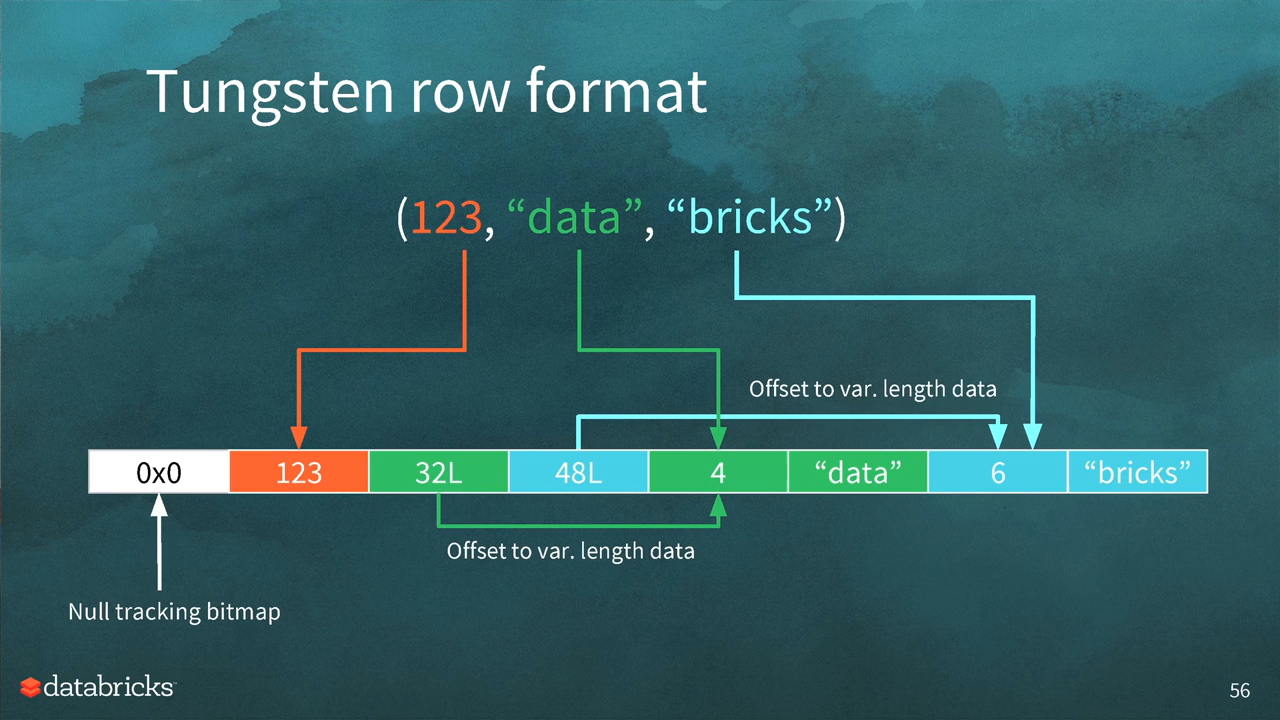 Tungsten row format
(123, “data”, “bricks”)
Offset to var. length data
0x0 123 32L 48L 4 “data” 6 “bricks”
Offset to var. length data
Null tracking bitmap
databricks™
56